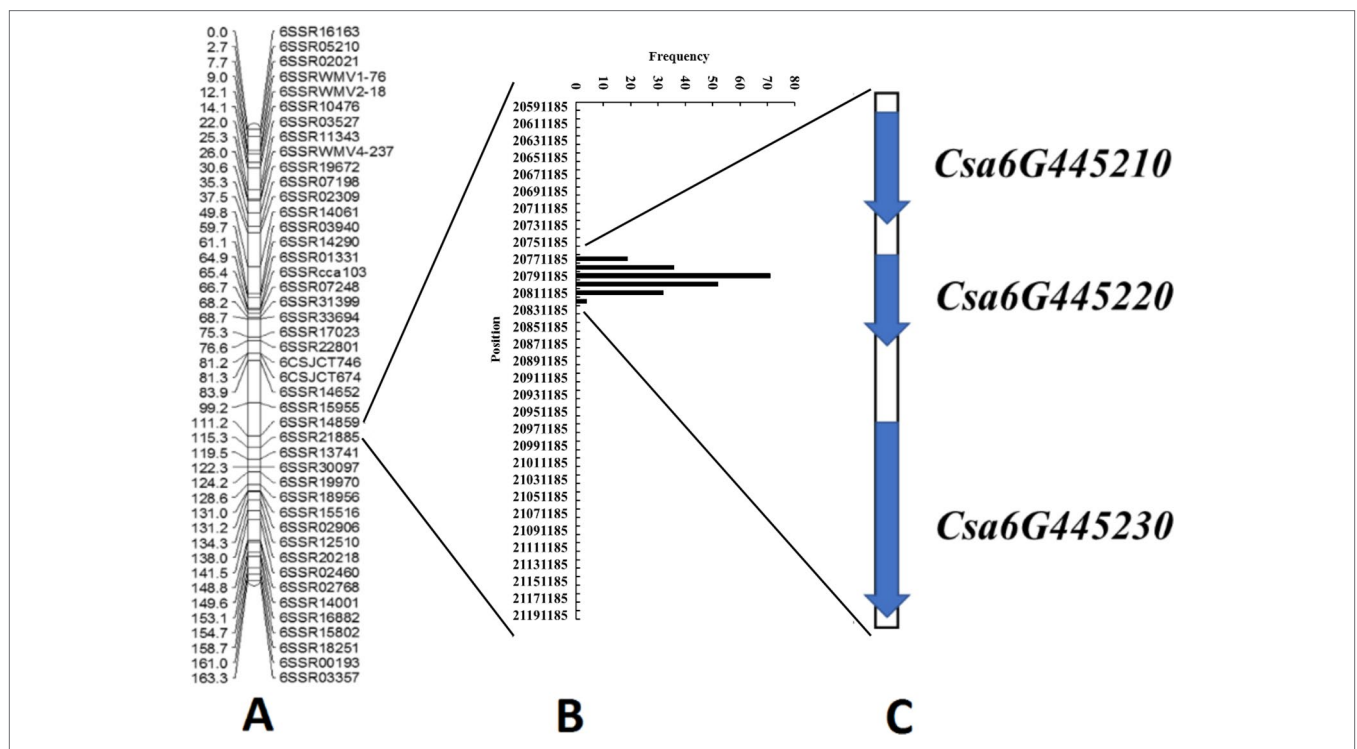 0.0 6SSR16163
2.7 6SSR05210
7.7 6SSR02021
9.0 6SSRWMV1-76
12.1 6SSRWMV2-18
14.1 6SSR10476
22.0 6SSR03527
25.3 6SSR11343
26.0 6SSRWMV4-237
30.6 6SSR19672
35.3 6SSR07198
37.5 6SSR02309
49.8 6SSR14061
59.7 6SSR03940
61.1 6SSR14290
64.9 6SSR01331
65.4 6SSRcca103
66.7 6SSR07248
68.2 6SSR31399
68.7 6SSR33694
75.3 6SSR17023
76.6 6SSR22801
81.2 6CSJCT746
81.3 6CSJCT674
83.9 6SSR14652
99.2 6SSR15955
111.2 6SSR14859
115.3 6SSR21885
119.5 6SSR13741
122.3 6SSR30097
124.2 6SSR19970
128.6 6SSR18956
131.0 6SSR15516
131.2 6SSR02906
134.3 6SSR12510
138.0 6SSR20218
141.5 6SSR02460
148.8 6SSR02768
149.6 6SSR14001
153.1 6SSR16882
154.7 6SSR15802
158.7 6SSR18251
161.0 6SSR00193
163.3 6SSR03357
A
Frequency
0 10 20 30 40 50 60 70 80
Position
20591185
20611185
20631185
20651185
20671185
20691185
20711185
20731185
20751185
20771185
20791185
20811185
20831185
20851185
20871185
20891185
20911185
20931185
20951185
20971185
20991185
21011185
21031185
21051185
21071185
21091185
21111185
21131185
21151185
21171185
21191185
B
Csa6G445210
Csa6G445220
Csa6G445230
C